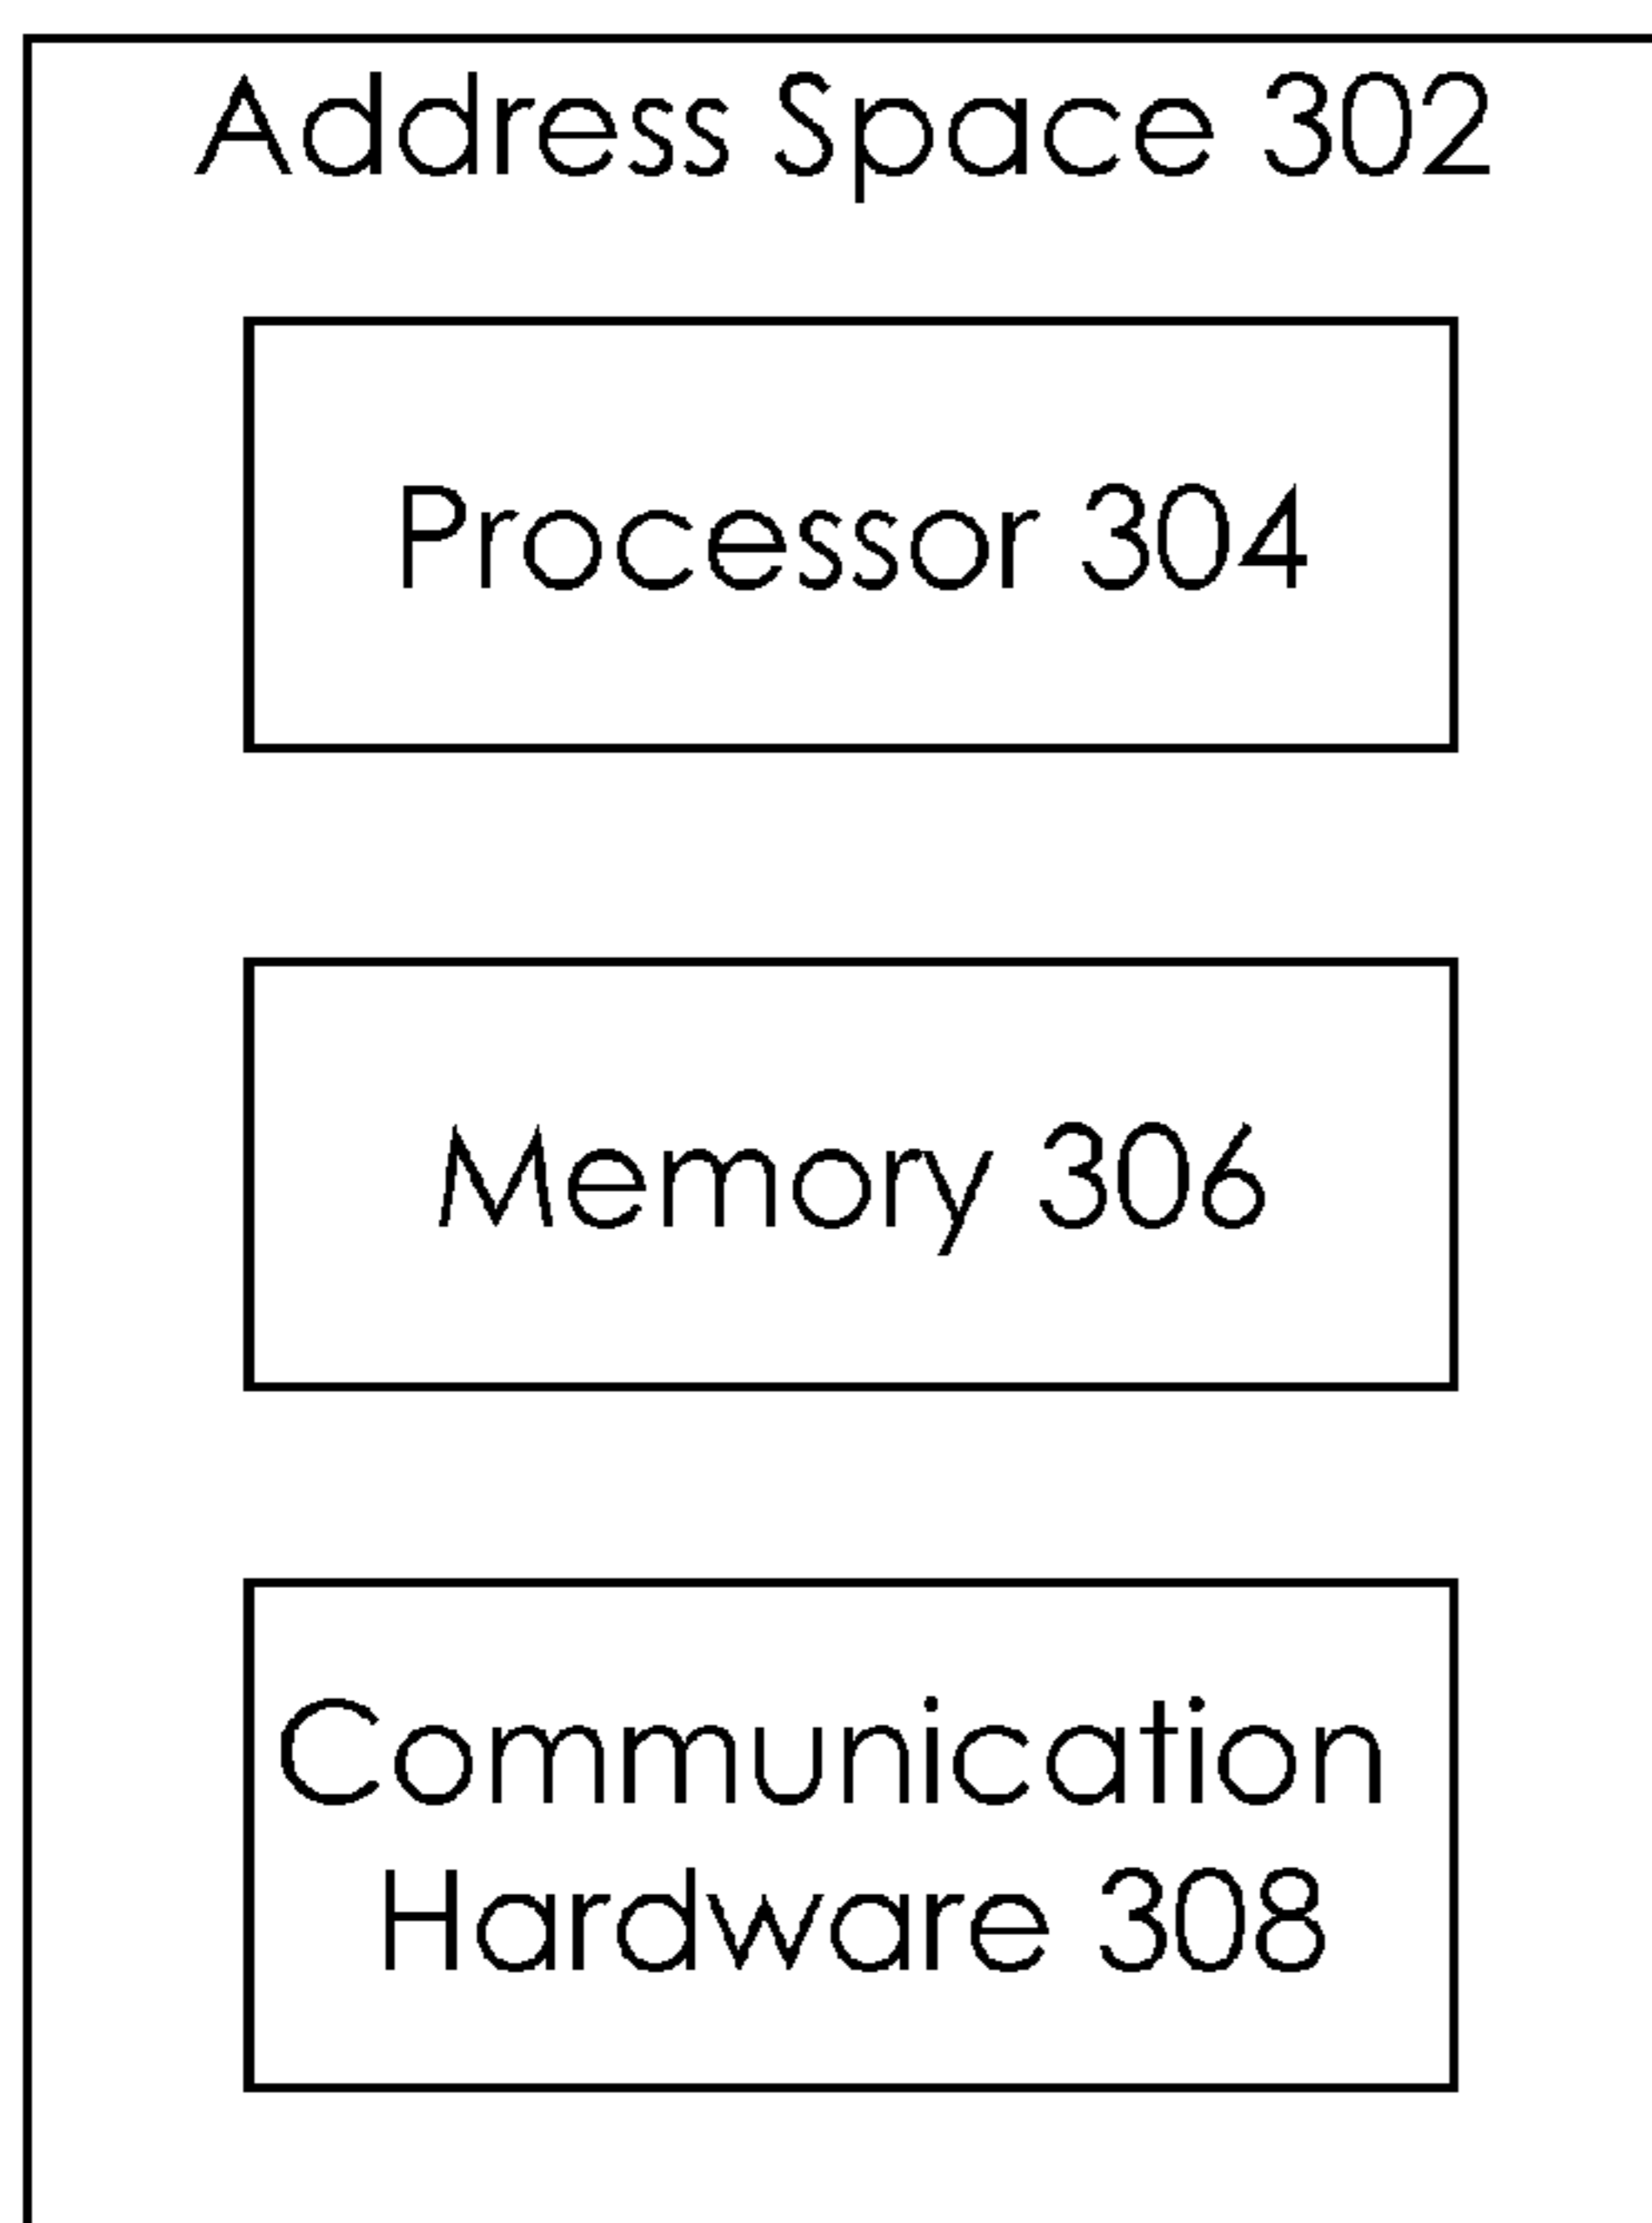 Address Space 302
Processor 304
Memory 306
Communication
Hardware 308